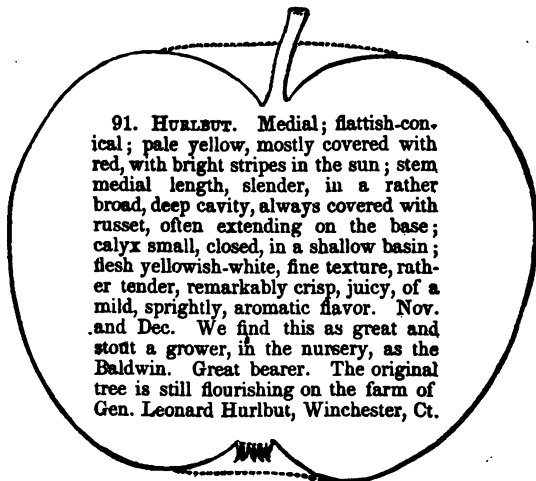 91. HURLBUT. Medial; flattish-con-
ical; pale yellow, mostly covered with
red, with bright stripes in the sun; stem
medial length, slender, in a rather
broad, deep cavity, always covered with
russet, often extending on the base;
calyx small, closed, in a shallow basin;
flesh yellowish-white, fine texture, rath-
er tender, remarkably crisp, juicy, of a
mild, sprightly, aromatic flavor. Nov.
and Dec. We find this as great and
stout a grower, in the nursery, as the
Baldwin. Great bearer. The original
tree is still flourishing on the farm of
Gen. Leonard Hurlbut, Winchester, Ct.